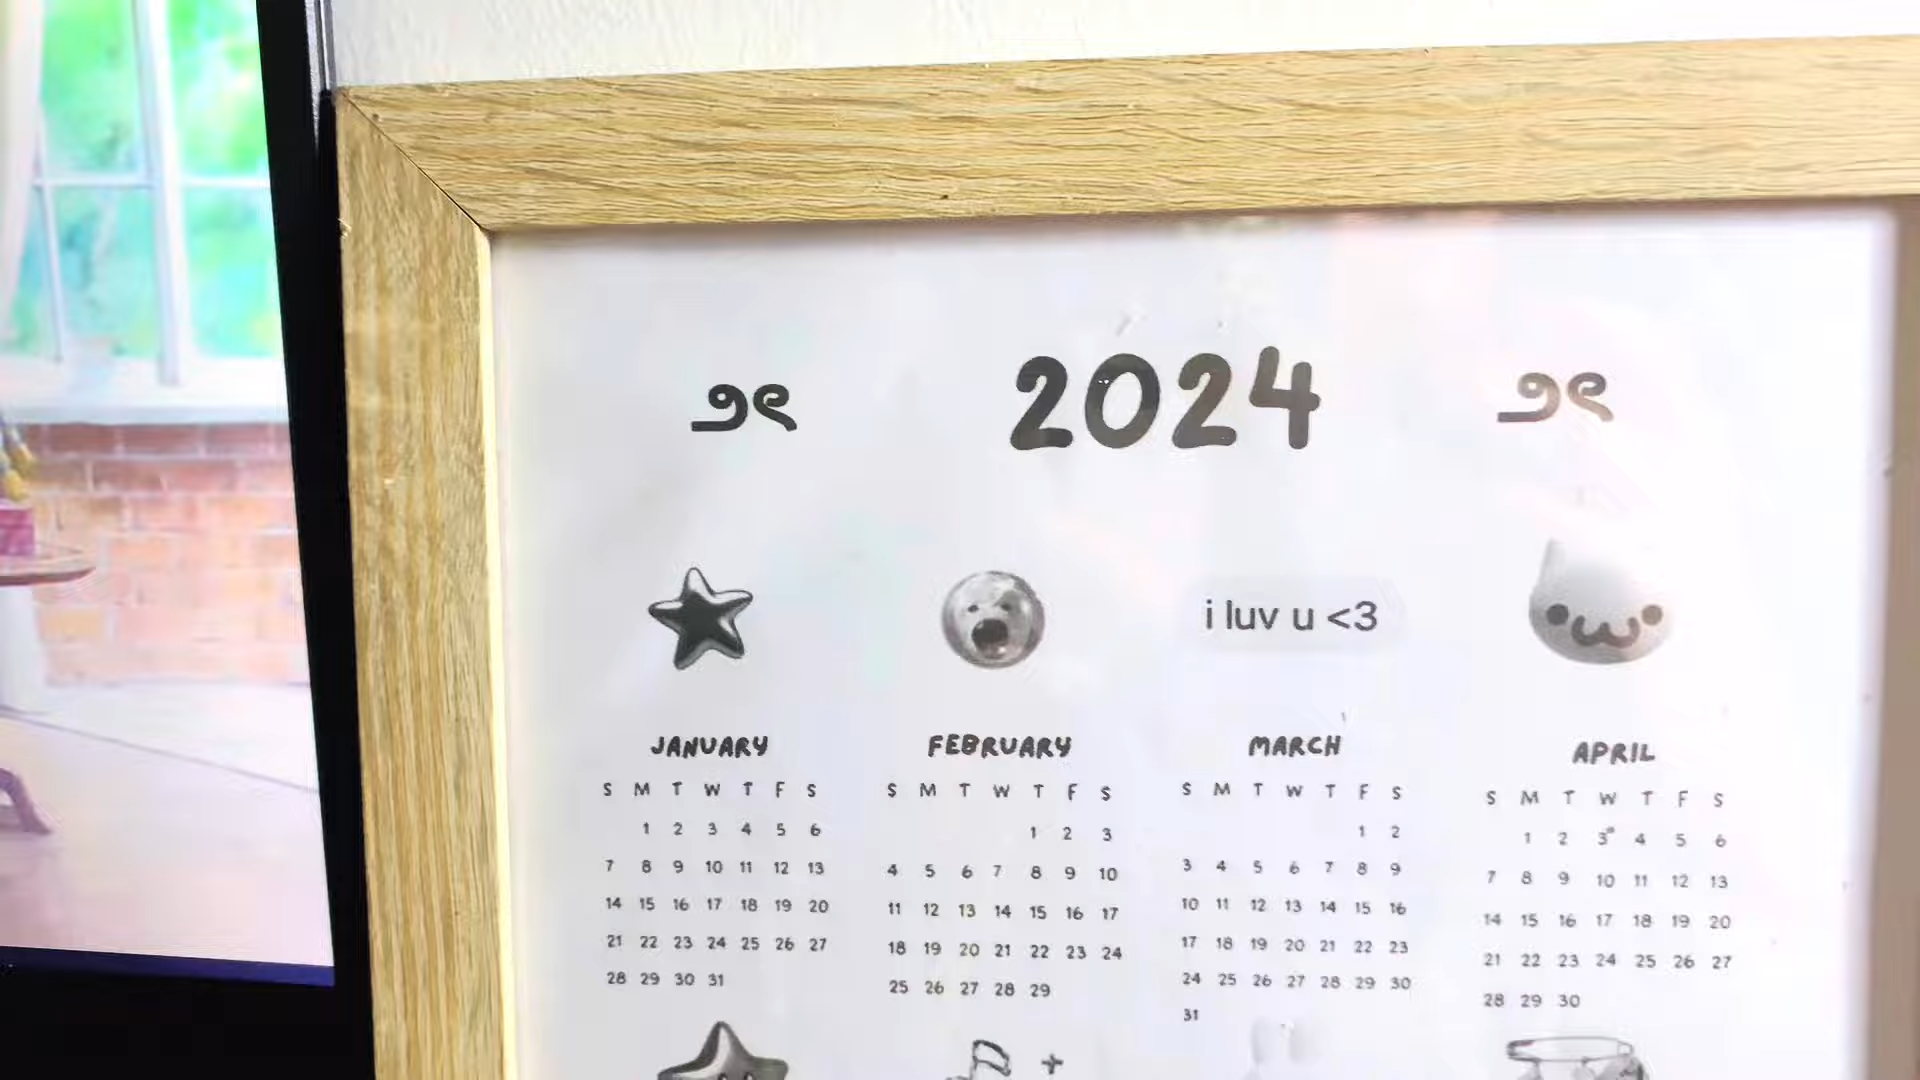 ୨୧ 2024 ୨୧
i luv u <3
JANUARY
S M T W T F S
1 2 3 4 5 6
7 8 9 10 11 12 13
14 15 16 17 18 19 20
21 22 23 24 25 26 27
28 29 30 31
FEBRUARY
S M T W T F S
1 2 3
4 5 6 7 8 9 10
11 12 13 14 15 16 17
18 19 20 21 22 23 24
25 26 27 28 29
MARCH
S M T W T F S
1 2
3 4 5 6 7 8 9
10 11 12 13 14 15 16
17 18 19 20 21 22 23
24 25 26 27 28 29 30
31
APRIL
S M T W T F S
1 2 3 4 5 6
7 8 9 10 11 12 13
14 15 16 17 18 19 20
21 22 23 24 25 26 27
28 29 30